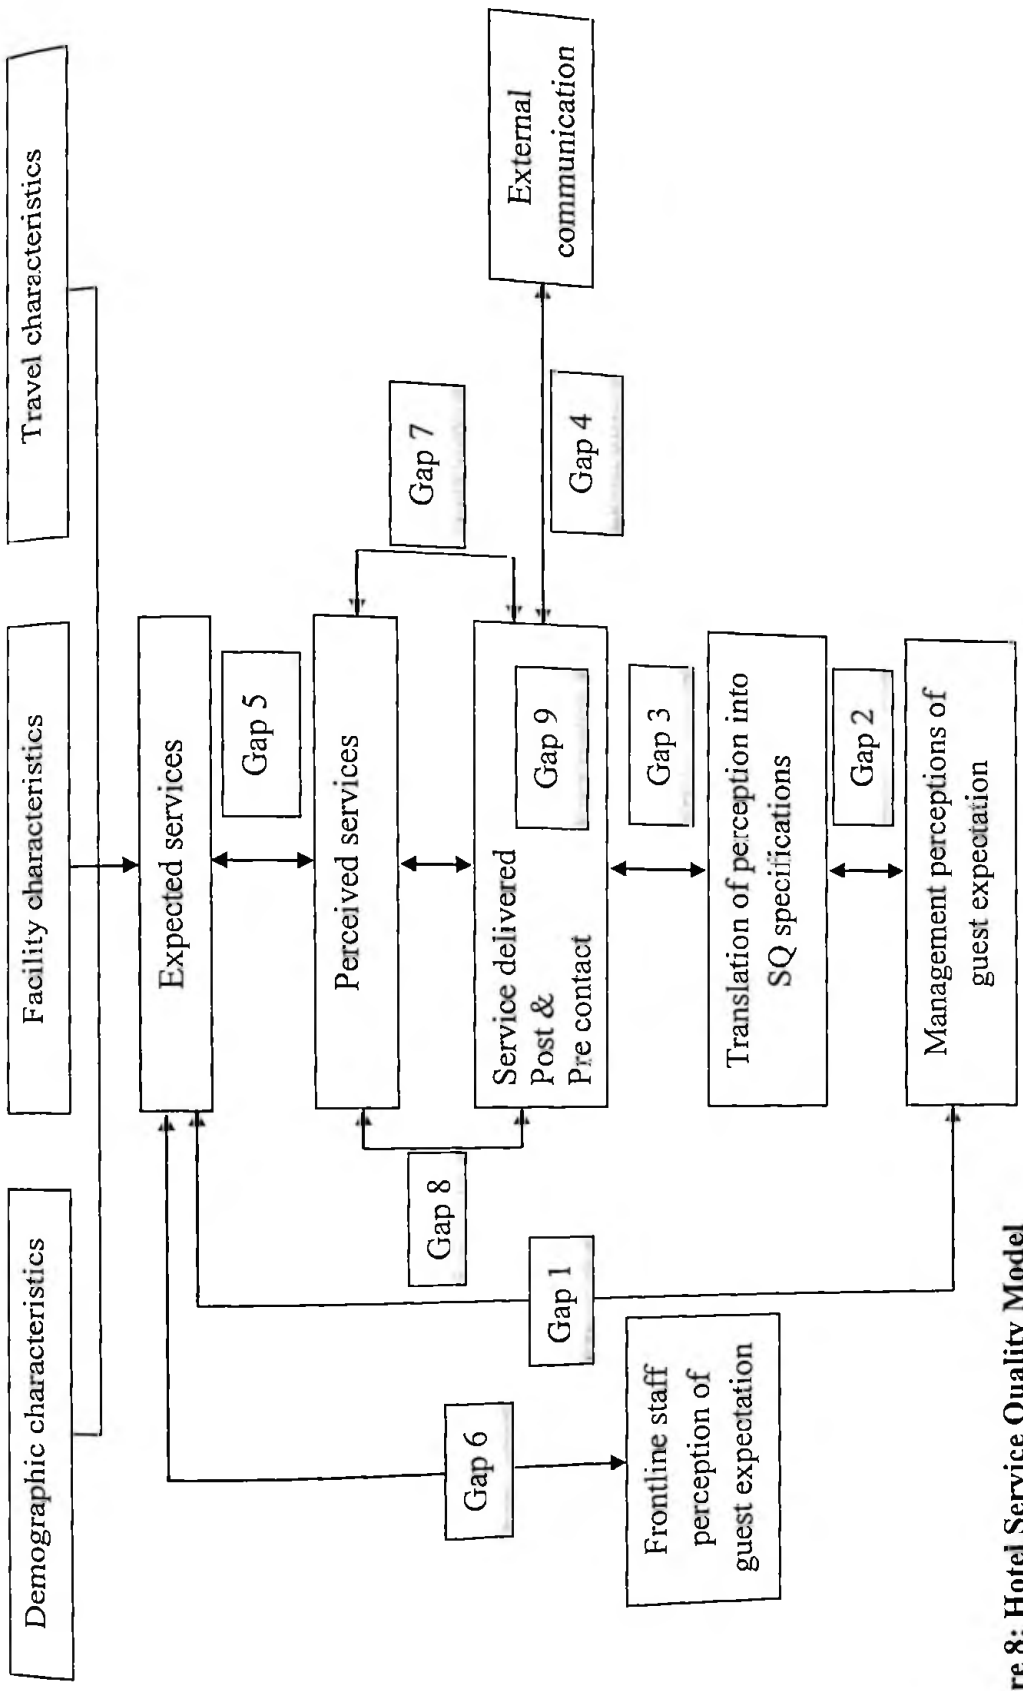 Demographic characteristics
Facility characteristics
Travel characteristics
Expected services
Gap 5
Perceived services
Gap 7
Gap 8
Service delivered
Post &
Pre contact
Gap 9
External
communication
Gap 4
Gap 6
Gap 1
Gap 3
Frontline staff
perception of
guest expectation
Translation of perception into
SQ specifications
Gap 2
Management perceptions of
guest expectation
re 8: Hotel Service Quality Model